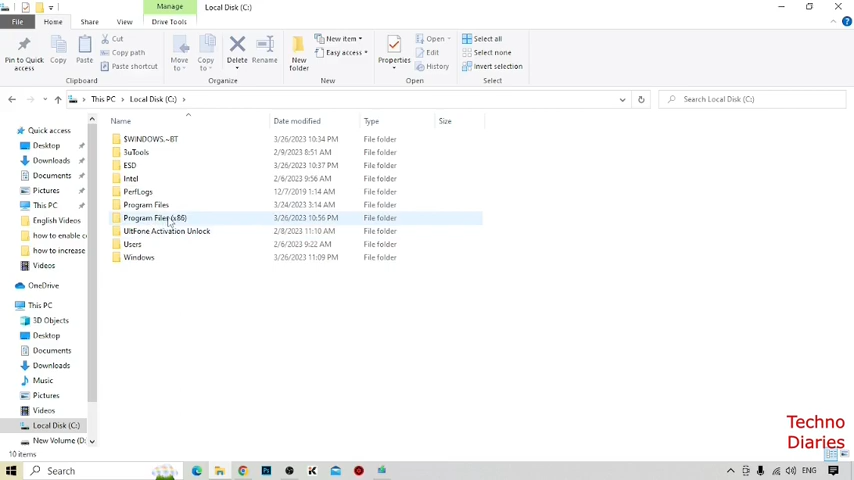 Manage
Local Disk (C:)
File
Home
Share
View
Drive Tools
Pin to Quick access
Copy
Paste
Cut
Copy path
Paste shortcut
Clipboard
Move to
Copy to
Delete
Rename
Organize
New folder
New item
Easy access
New
Properties
Open
Edit
History
Open
Select all
Select none
Invert selection
Select
This PC > Local Disk (C:) >
Search Local Disk (C:)
Name Date modified Type Size
Quick access
Desktop
Downloads
Documents
Pictures
This PC
English Videos
how to enable c
how to increase
Videos
OneDrive
This PC
3D Objects
Desktop
Documents
Downloads
Music
Pictures
Videos
Local Disk (C:)
New Volume (D:
$WINDOWS.~BT 3/26/2023 10:34 PM File folder
3uTools 2/9/2023 8:51 AM File folder
ESD 3/26/2023 10:37 PM File folder
Intel 2/6/2023 9:56 AM File folder
PerfLogs 12/7/2019 1:14 AM File folder
Program Files 3/24/2023 3:14 AM File folder
Program Files (x86) 3/26/2023 10:56 PM File folder
UltFone Activation Unlock 2/8/2023 11:10 AM File folder
Users 2/6/2023 9:22 AM File folder
Windows 3/26/2023 11:09 PM File folder
Techno
Diaries
10 items
Search
ENG